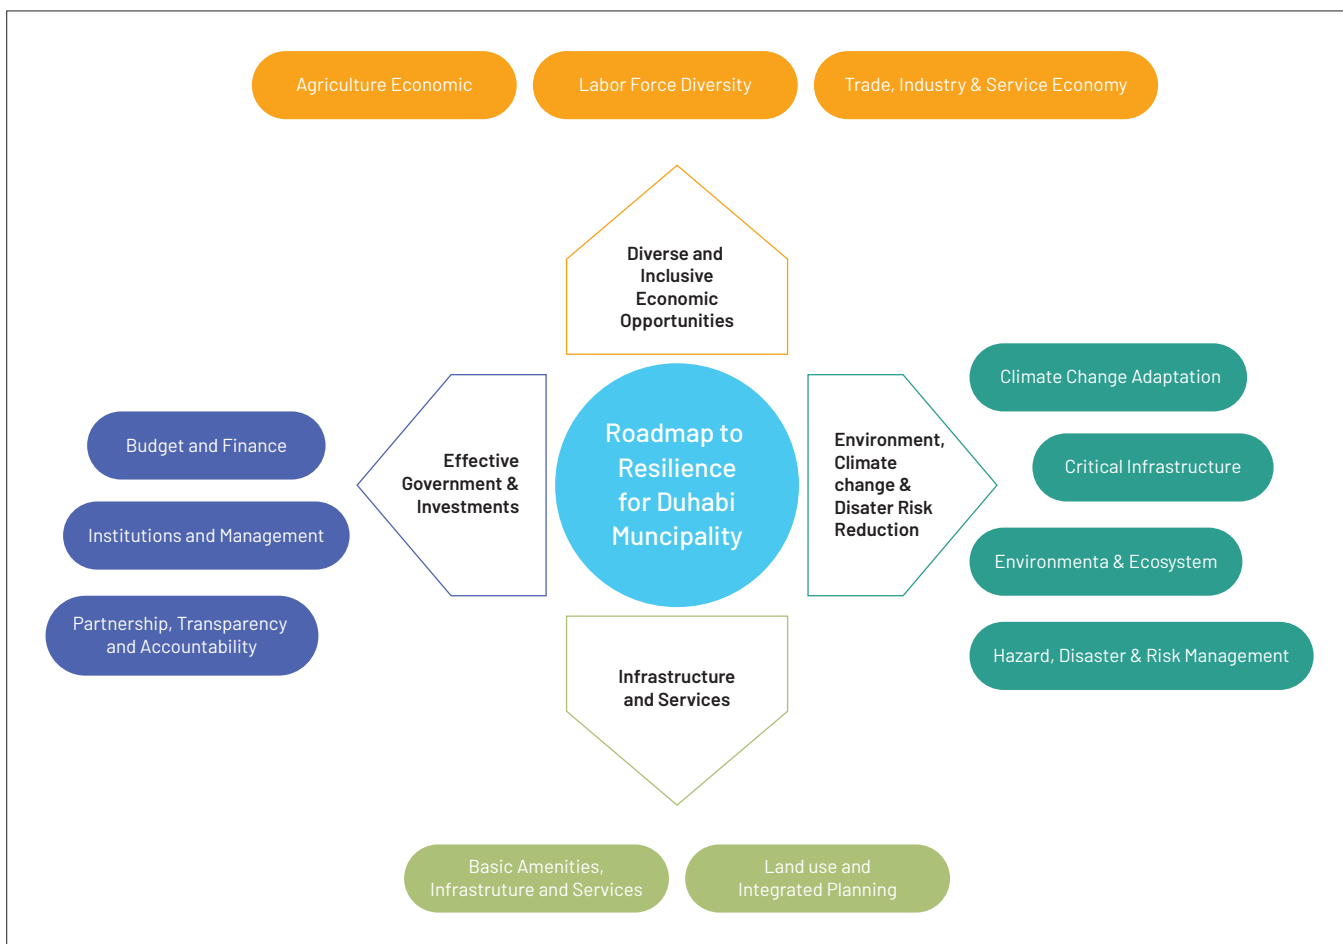 Agriculture Economic
Labor Force Diversity
Trade, Industry & Service Economy
Diverse and
Inclusive
Economic
Opportunities
Budget and Finance
Institutions and Management
Partnership, Transparency
and Accountability
Effective
Government &
Investments
Roadmap to
Resilience
for Duhabi
Muncipality
Environment,
Climate
change &
Disater Risk
Reduction
Climate Change Adaptation
Critical Infrastructure
Environmenta & Ecosystem
Hazard, Disaster & Risk Management
Infrastructure
and Services
Basic Amenities,
Infrastruture and Services
Land use and
Integrated Planning